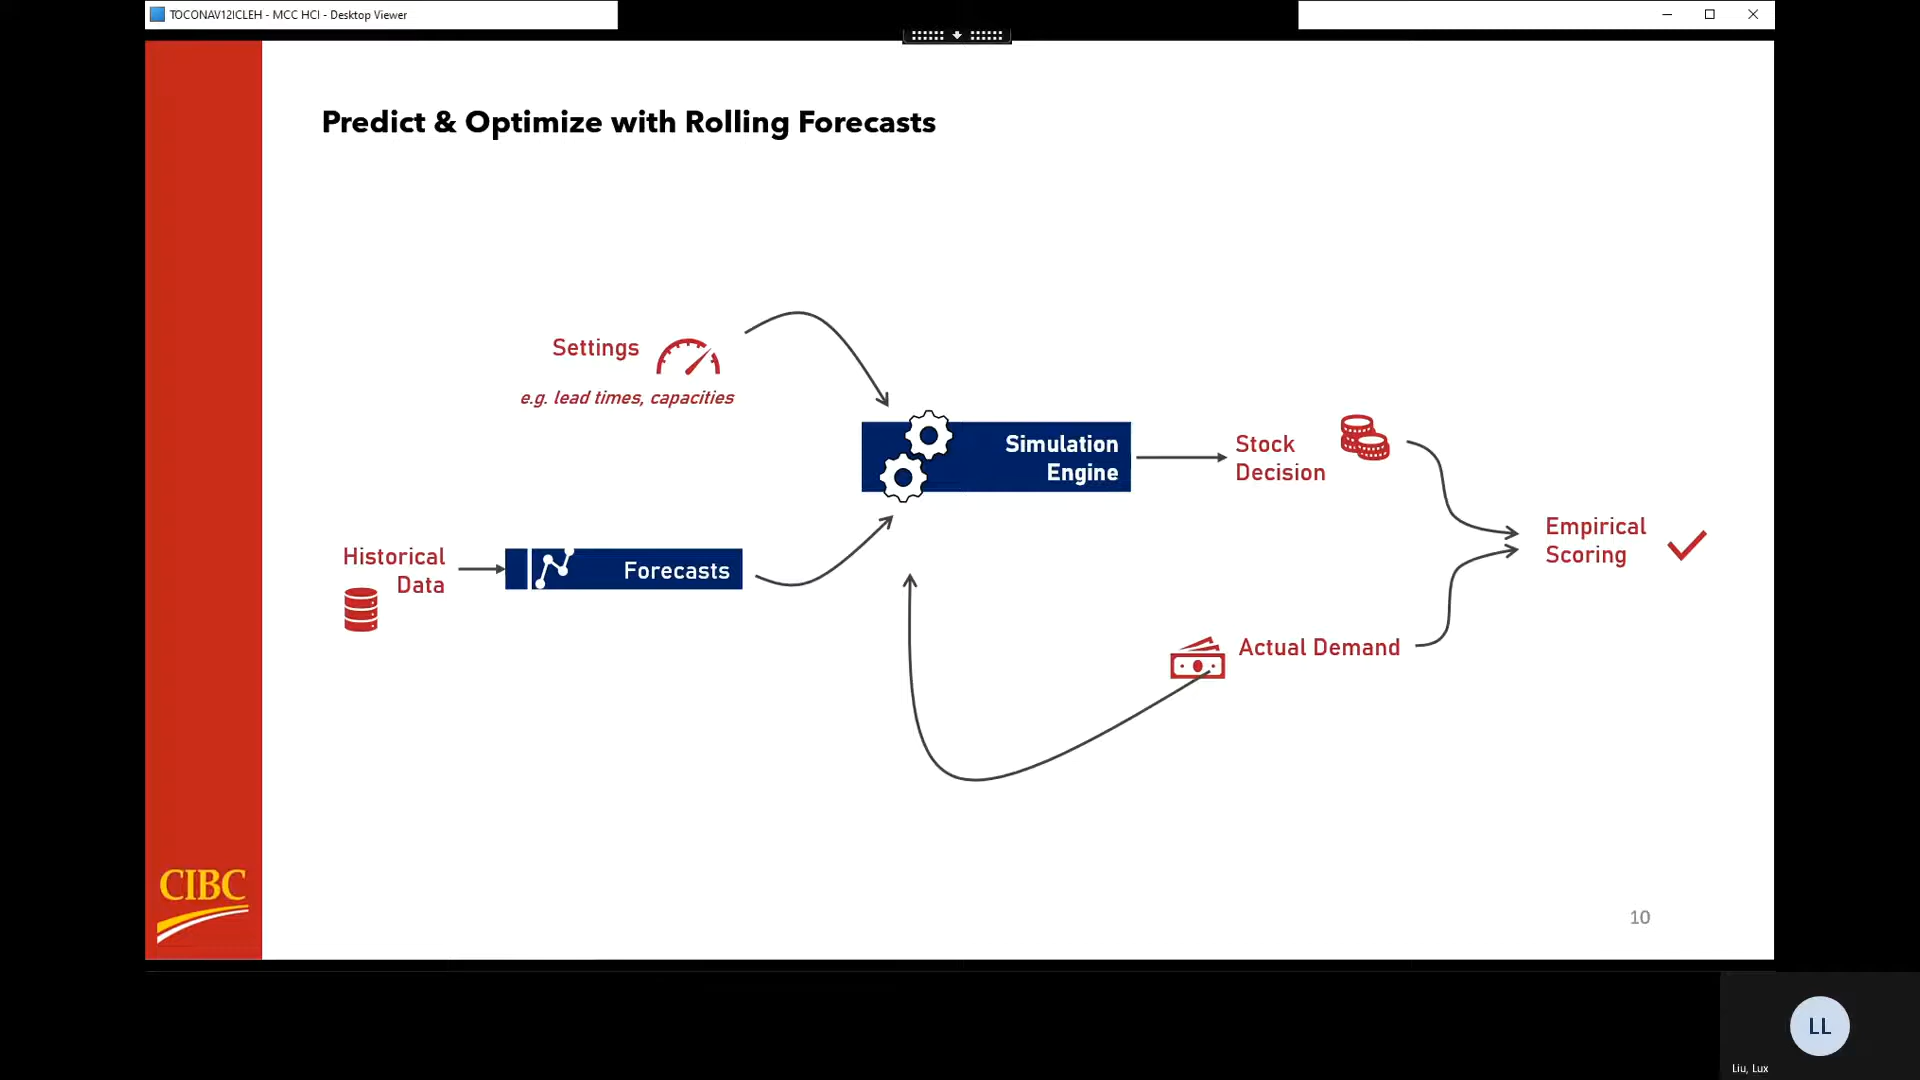 TOCONAV12ICLEH - MCC HCI - Desktop Viewer
Predict & Optimize with Rolling Forecasts
Settings
e.g. lead times, capacities
Simulation
Engine
Stock
Decision
Historical
Data
Forecasts
Empirical
Scoring
Actual Demand
CIBC
10
LL
Liu, Lux